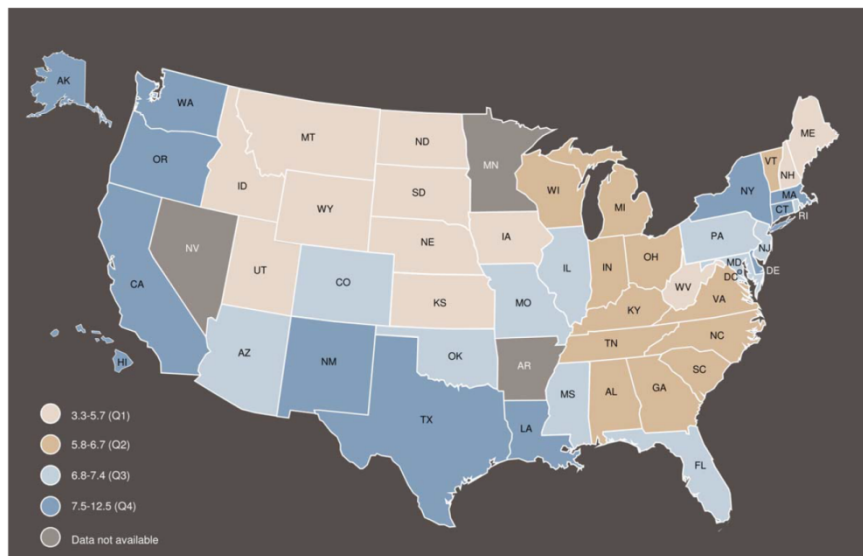 AK
WA
MT
ND
MN
ME
VT
NH
OR
ID
SD
WI
NY
MA
CT
RI
WY
MI
PA
NJ
NE
IA
NV
OH
MD
UT
IL
IN
DC
DE
CO
WV
CA
KS
MO
VA
KY
NC
TN
AZ
OK
NM
AR
SC
HI
MS
AL
GA
TX
LA
FL
3.3-5.7 (Q1)
5.8-6.7 (Q2)
6.8-7.4 (Q3)
7.5-12.5 (Q4)
Data not available